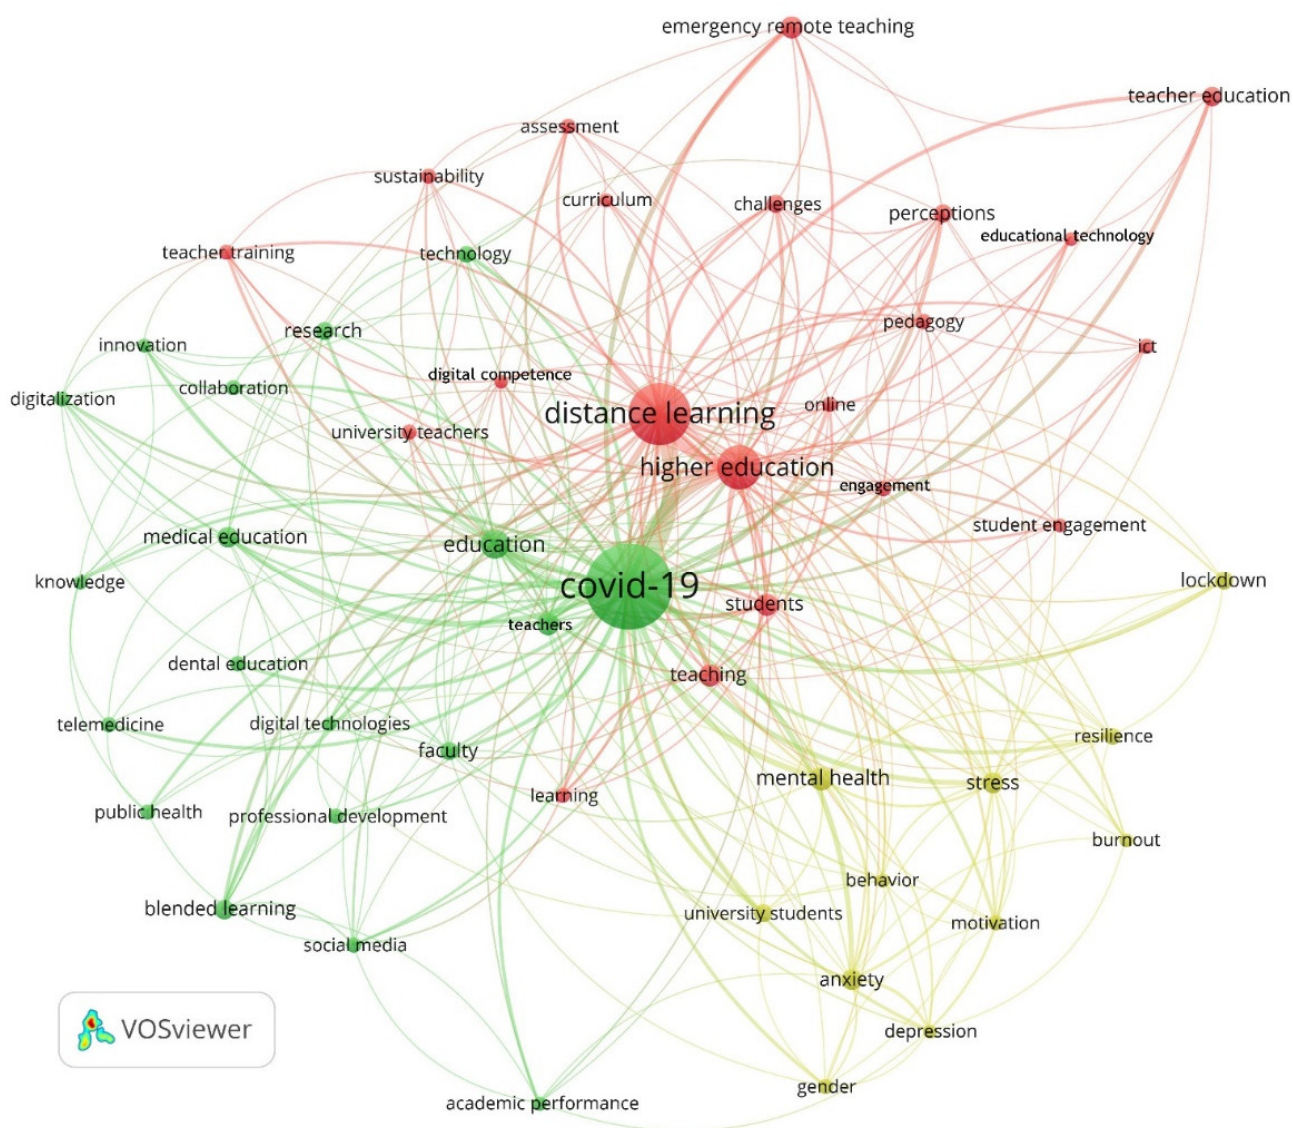 emergency remote teaching
teacher education
assessment
sustainability
curriculum
challenges
perceptions
educational technology
teacher training
technology
research
pedagogy
innovation
ict
digital competence
collaboration
digitalization
distance learning
online
university teachers
higher education
engagement
student engagement
medical education
education
knowledge
covid-19
lockdown
students
teachers
dental education
teaching
telemedicine
digital technologies
faculty
resilience
mental health
stress
learning
public health
professional development
burnout
behavior
blended learning
university students
motivation
social media
anxiety
VOSviewer
depression
gender
academic performance